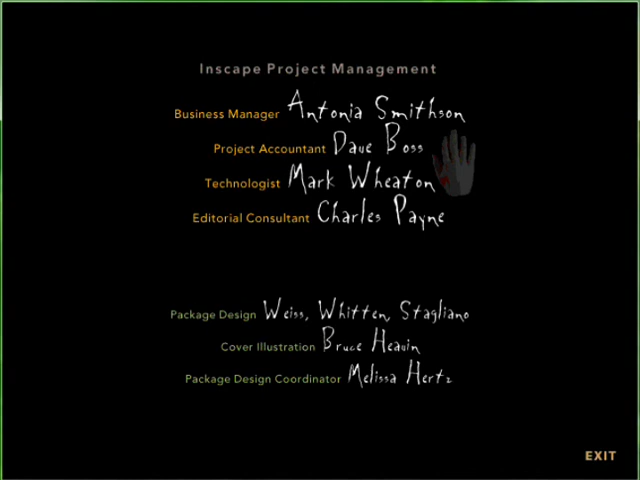 Inscape Project Management
Business Manager Antonia Smithson
Project Accountant Dave Boss
Technologist Mark Wheaton
Editorial Consultant Charles Payne
Package Design Weiss, Whitten, Stagliano
Cover Illustration Bruce Heavin
Package Design Coordinator Melissa Hertz
EXIT